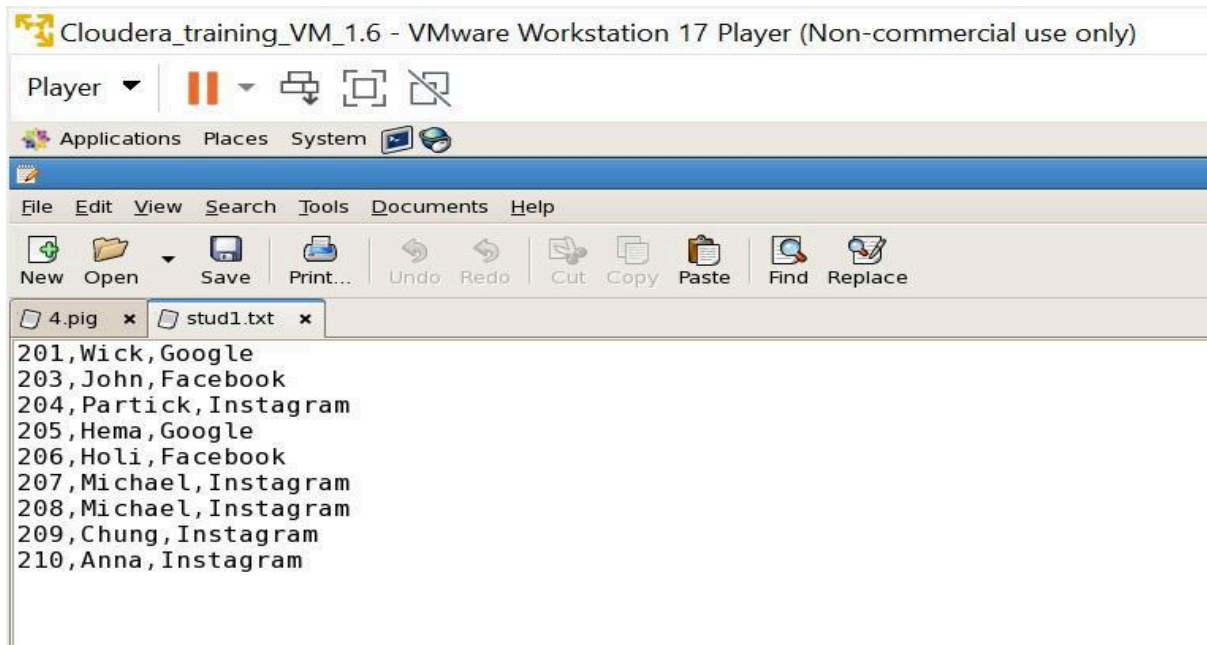 Cloudera_training_VM_1.6 - VMware Workstation 17 Player (Non-commercial use only)
Player
Applications Places System
File Edit View Search Tools Documents Help
New Open Save Print... Undo Redo Cut Copy Paste Find Replace
4.pig stud1.txt
201,Wick,Google
203,John,Facebook
204,Partick,Instagram
205,Hema,Google
206,Holi,Facebook
207,Michael,Instagram
208,Michael,Instagram
209,Chung,Instagram
210,Anna,Instagram